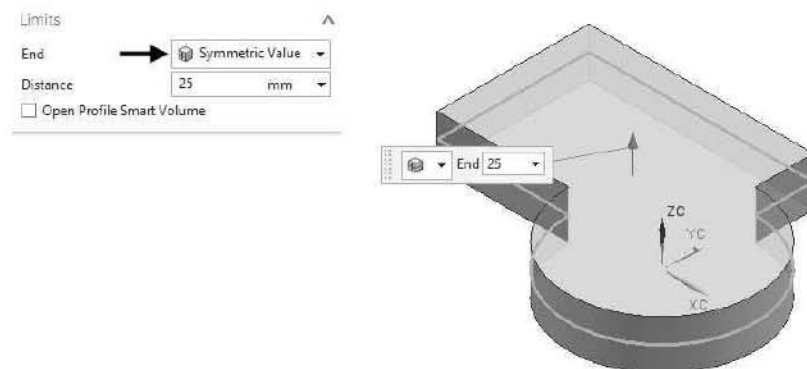 Limits
End Symmetric Value
Distance 25 mm
Open Profile Smart Volume
End 25
ZC
YC
XC